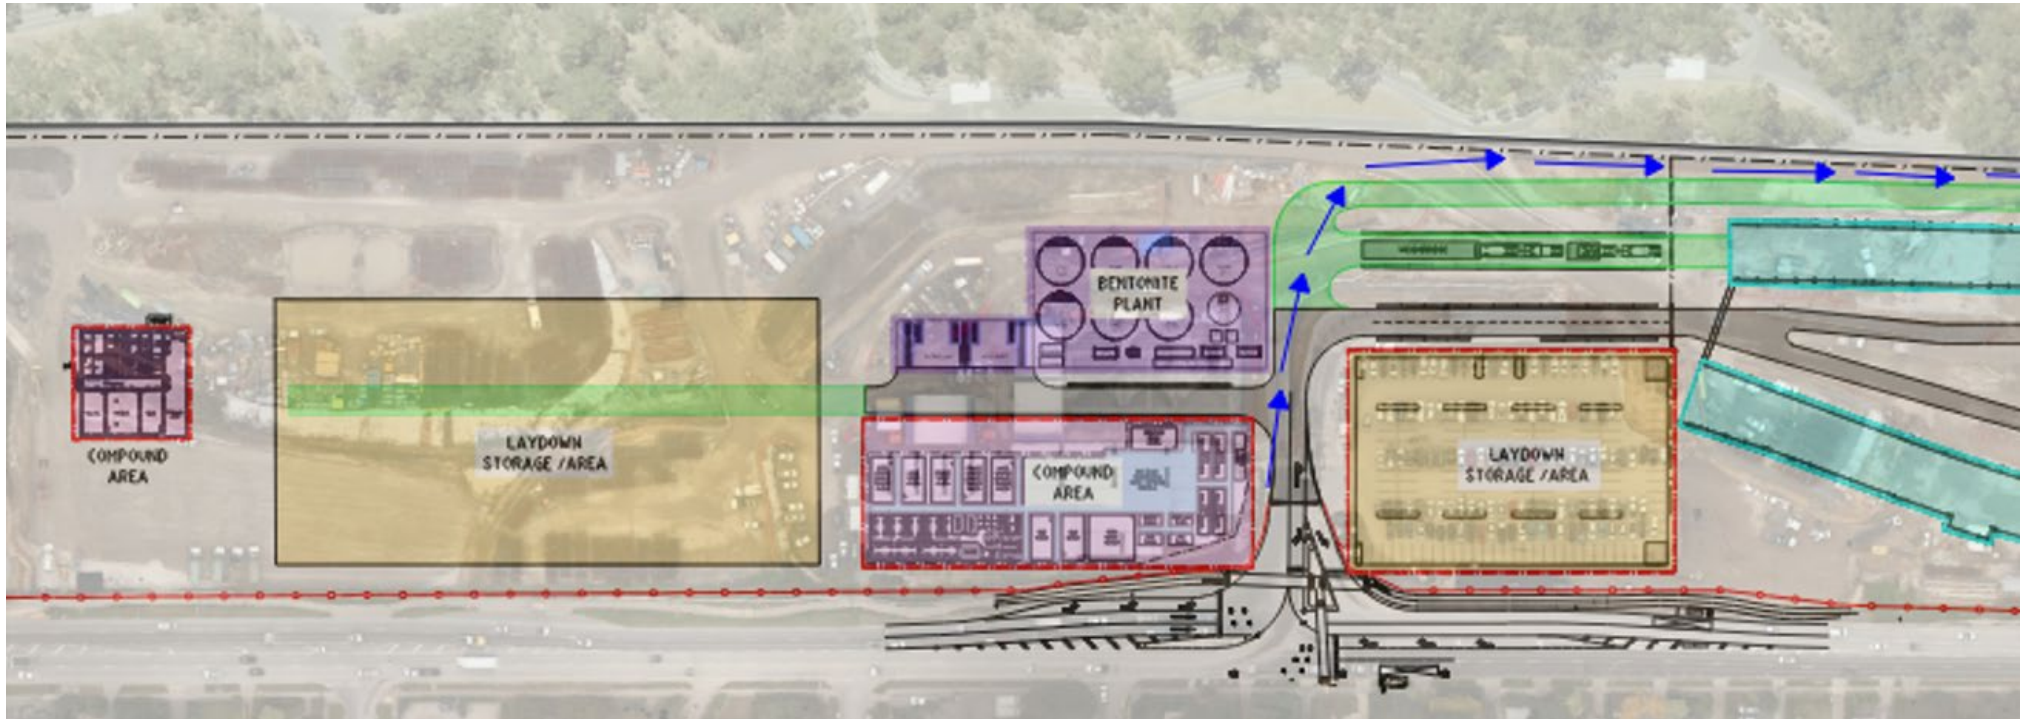 BENTONITE
PLANT
COMPOUND
AREA
LAYDOWN
STORAGE /AREA
COMPOUND
AREA
LAYDOWN
STORAGE /AREA